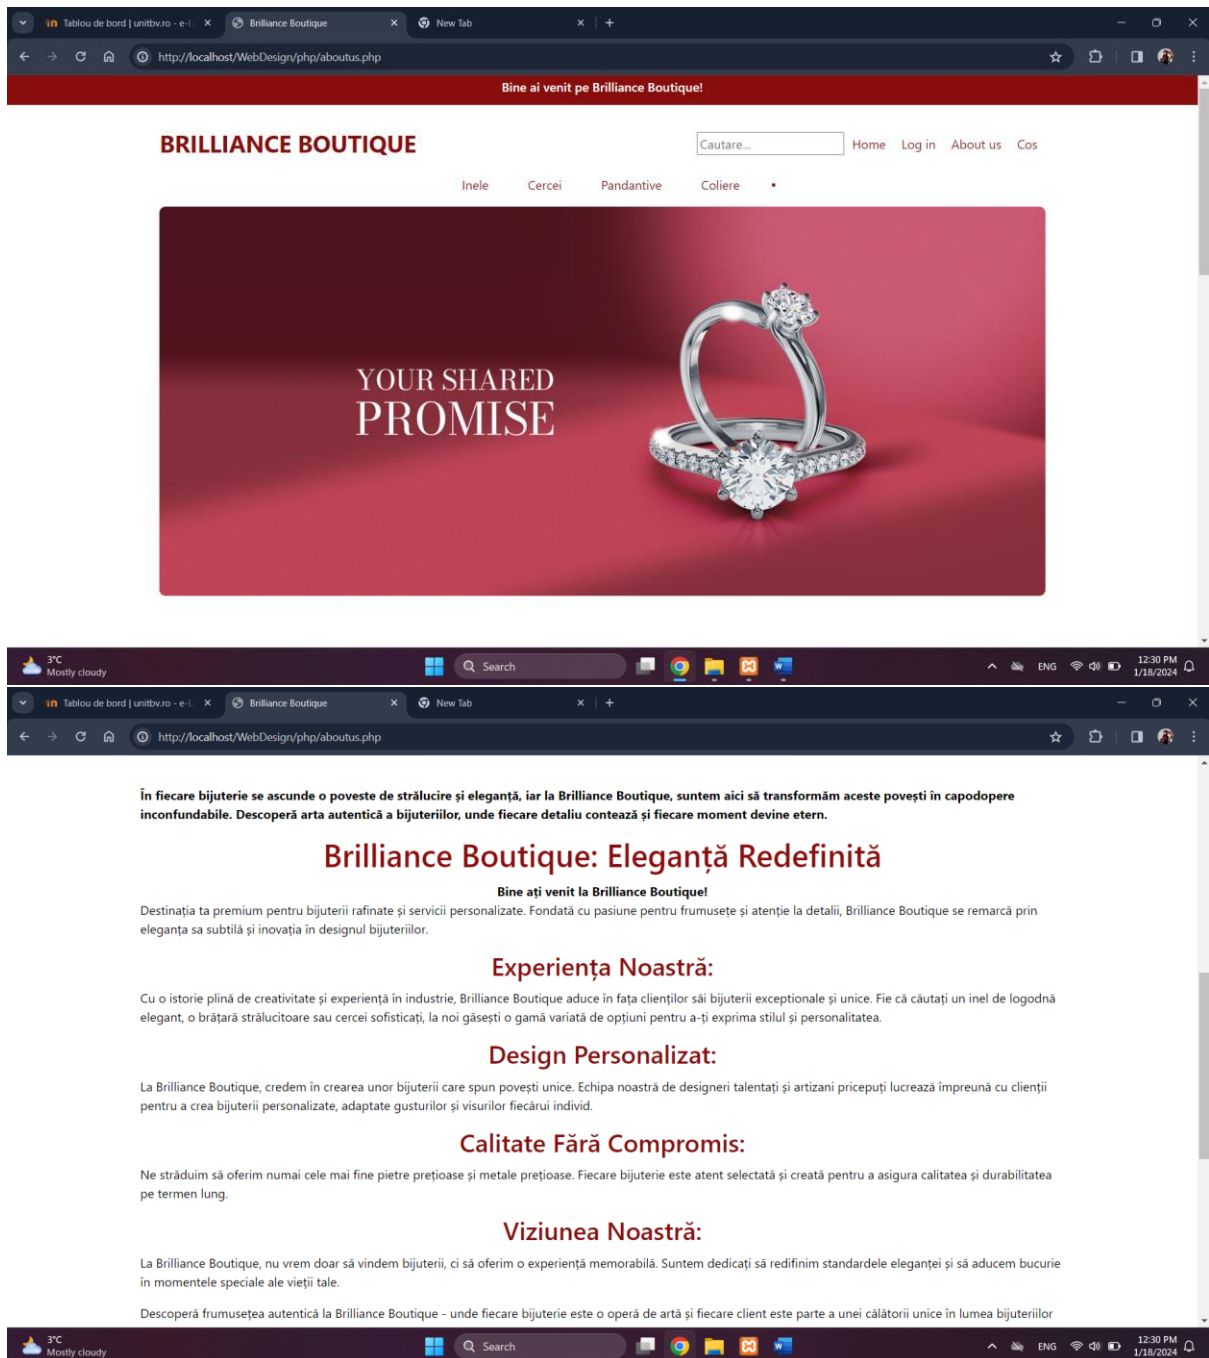 Tablou de bord | unitbv.ro - e-L
Brilliance Boutique
New Tab
http://localhost/WebDesign/php/aboutus.php
Bine ai venit pe Brilliance Boutique!
BRILLIANCE BOUTIQUE
Cautare...
Home Log in About us Cos
Inele Cercei Pandantive Coliere
YOUR SHARED
PROMISE
3°C
Mostly cloudy
Search
ENG
12:30 PM
1/18/2024
Tablou de bord | unitbv.ro - e-L
Brilliance Boutique
New Tab
http://localhost/WebDesign/php/aboutus.php
În fiecare bijuterie se ascunde o poveste de strălucire și eleganță, iar la Brilliance Boutique, suntem aici să transformăm aceste povești în capodopere
inconfundabile. Descoperă arta autentică a bijuteriilor, unde fiecare detaliu contează și fiecare moment devine etern.
Brilliance Boutique: Eleganță Redefinită
Bine ați venit la Brilliance Boutique!
Destinația ta premium pentru bijuterii rafinate și servicii personalizate. Fondată cu pasiune pentru frumusețe și atenție la detalii, Brilliance Boutique se remarcă prin
eleganța sa subtilă și inovația în designul bijuteriilor.
Experiența Noastră:
Cu o istorie plină de creativitate și experiență în industrie, Brilliance Boutique aduce în fața clienților săi bijuterii exceptionale și unice. Fie că căutați un inel de logodnă
elegant, o brățară strălucitoare sau cercei sofisticați, la noi găsești o gamă variată de opțiuni pentru a-ți exprima stilul și personalitatea.
Design Personalizat:
La Brilliance Boutique, credem în crearea unor bijuterii care spun povești unice. Echipa noastră de designeri talentați și artizani pricepuți lucrează împreună cu clienții
pentru a crea bijuterii personalizate, adaptate gusturilor și visurilor fiecărui individ.
Calitate Fără Compromis:
Ne străduim să oferim numai cele mai fine pietre prețioase și metale prețioase. Fiecare bijuterie este atent selectată și creată pentru a asigura calitatea și durabilitatea
pe termen lung.
Viziunea Noastră:
La Brilliance Boutique, nu vrem doar să vindem bijuterii, ci să oferim o experiență memorabilă. Suntem dedicați să redifinim standardele eleganței și să aducem bucurie
în momentele speciale ale vieții tale.
Descoperă frumusețea autentică la Brilliance Boutique - unde fiecare bijuterie este o operă de artă și fiecare client este parte a unei călătorii unice în lumea bijuteriilor
3°C
Mostly cloudy
Search
ENG
12:30 PM
1/18/2024